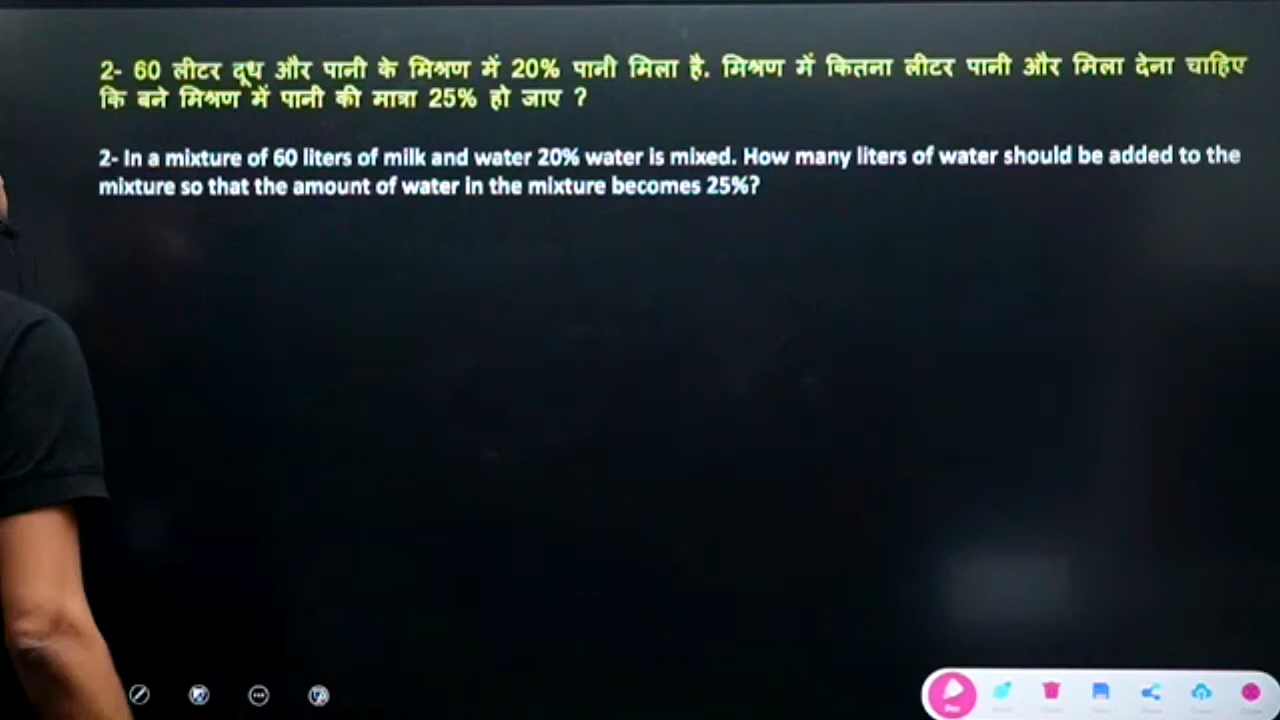 2- 60 लीटर दूध और पानी के मिश्रण में 20% पानी मिला है. मिश्रण में कितना लीटर पानी और मिला देना चाहिए
कि बने मिश्रण में पानी की मात्रा 25% हो जाए ?
2- In a mixture of 60 liters of milk and water 20% water is mixed. How many liters of water should be added to the
mixture so that the amount of water in the mixture becomes 25%?
Pen